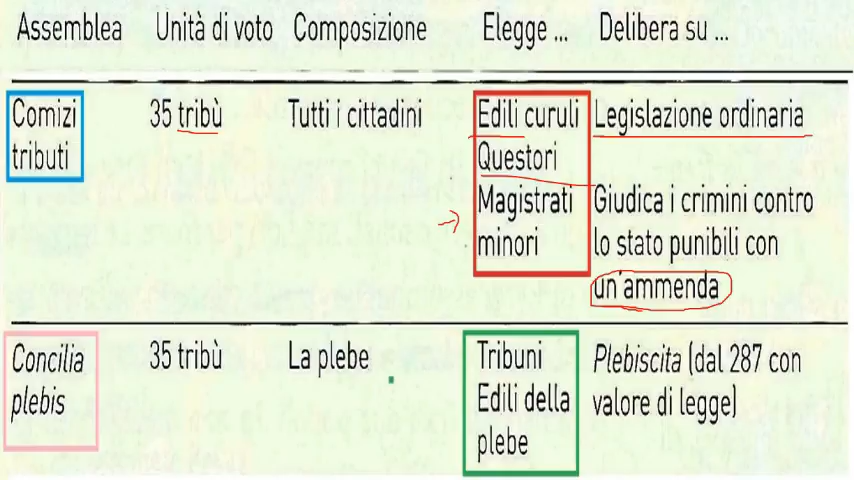 Assemblea Unità di voto Composizione Elegge ... Delibera su ...
Comizi 35 tribù Tutti i cittadini Edili curuli Legislazione ordinaria
tributi Questori
Magistrati Giudica i crimini contro
minori lo stato punibili con
un'ammenda
Concilia 35 tribù La plebe Tribuni Plebiscita (dal 287 con
plebis Edili della valore di legge)
plebe